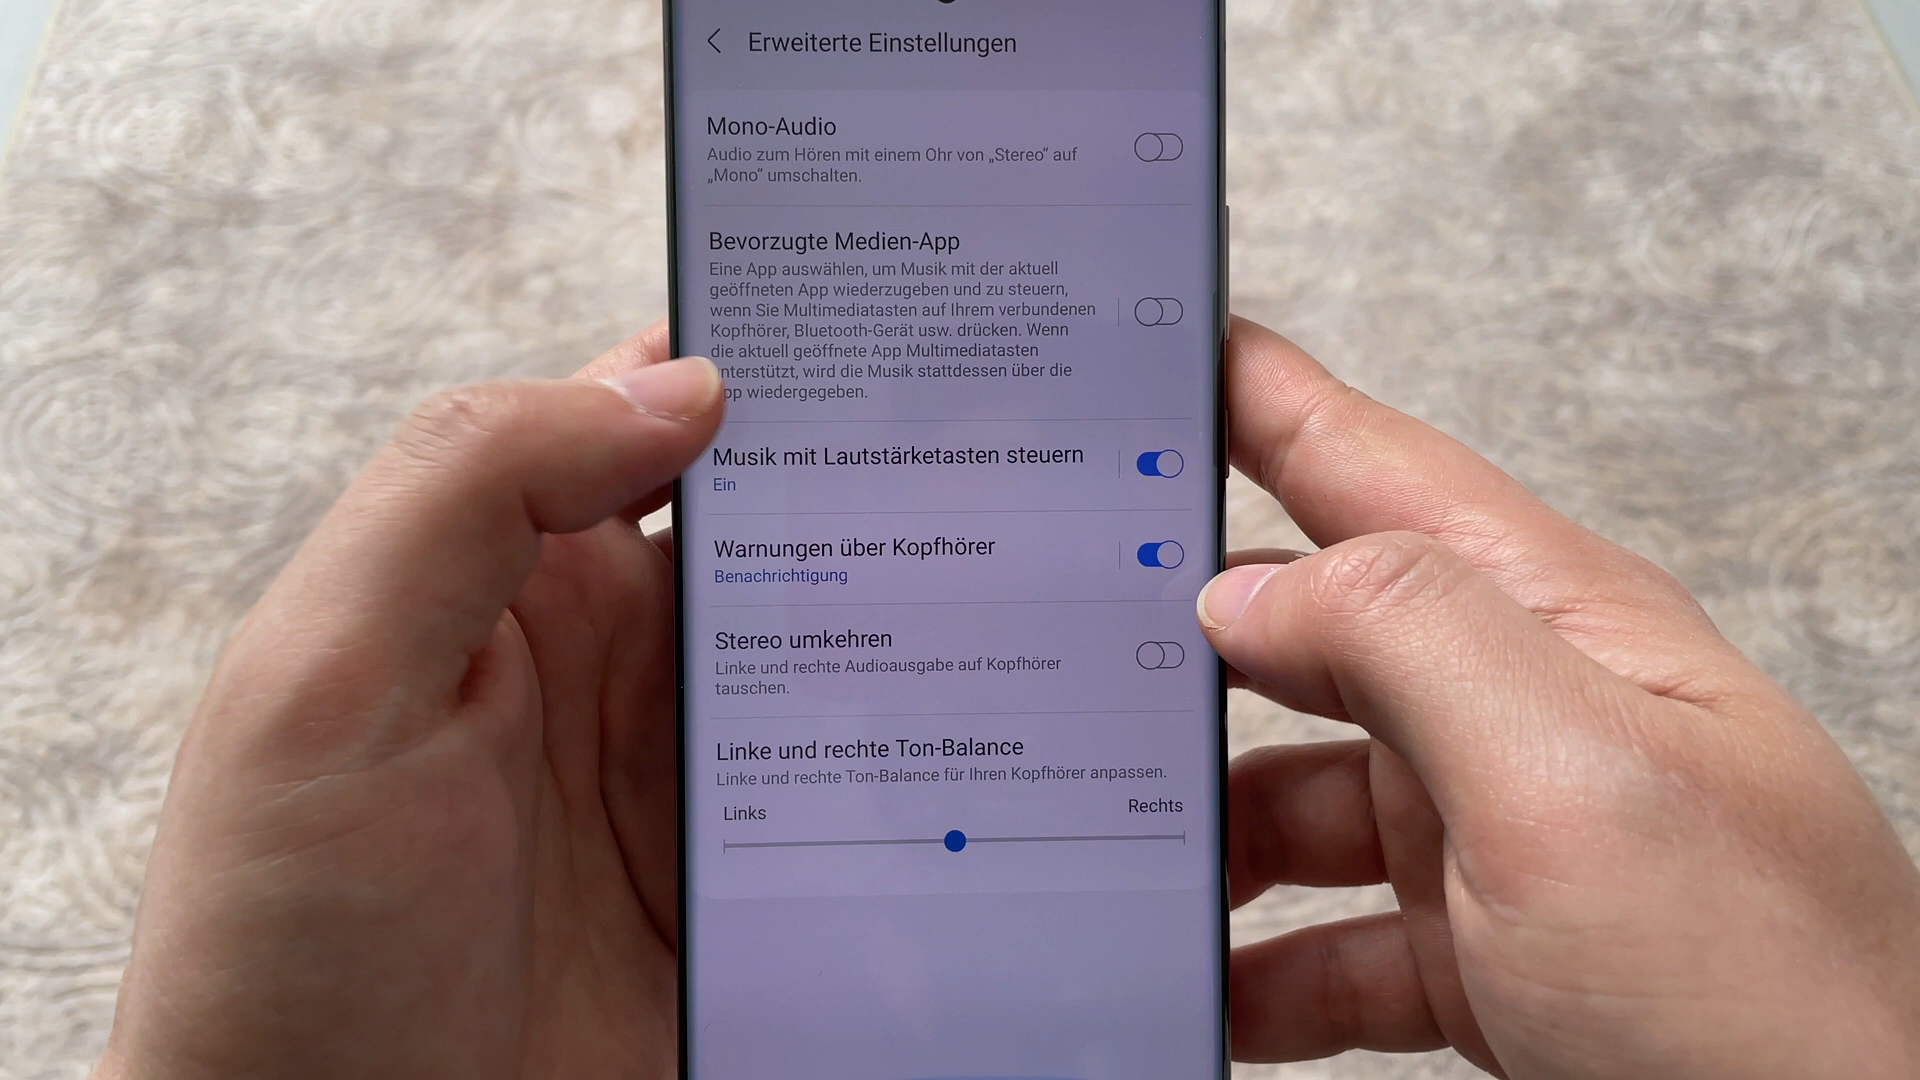 Erweiterte Einstellungen
Mono-Audio
Audio zum Hören mit einem Ohr von „Stereo“ auf
„Mono“ umschalten.
Bevorzugte Medien-App
Eine App auswählen, um Musik mit der aktuell
geöffneten App wiederzugeben und zu steuern,
wenn Sie Multimediatasten auf Ihrem verbundenen
Kopfhörer, Bluetooth-Gerät usw. drücken. Wenn
die aktuell geöffnete App Multimediatasten
nterstützt, wird die Musik stattdessen über die
pp wiedergegeben.
Musik mit Lautstärketasten steuern
Ein
Warnungen über Kopfhörer
Benachrichtigung
Stereo umkehren
Linke und rechte Audioausgabe auf Kopfhörer
tauschen.
Linke und rechte Ton-Balance
Linke und rechte Ton-Balance für Ihren Kopfhörer anpassen.
Links
Rechts